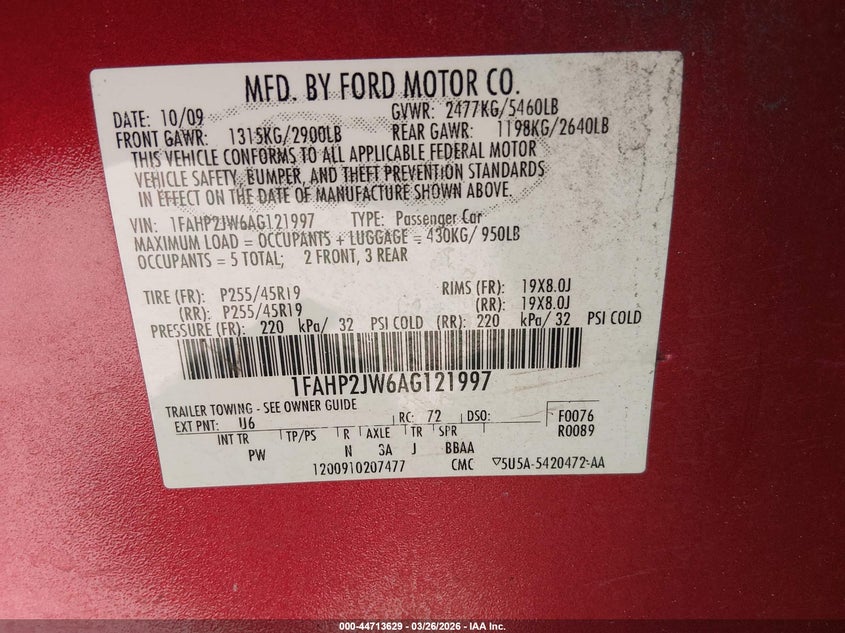 MFD. BY FORD MOTOR CO.
DATE: 10/09 GVWR: 2477KG/5460LB
FRONT GAWR: 1315KG/2900LB REAR GAWR: 1198KG/2640LB
THIS VEHICLE CONFORMS TO ALL APPLICABLE FEDERAL MOTOR
VEHICLE SAFETY, BUMPER, AND THEFT PREVENTION STANDARDS
IN EFFECT ON THE DATE OF MANUFACTURE SHOWN ABOVE.
VIN: 1FAHP2JW6AG121997 TYPE: Passenger Car
MAXIMUM LOAD = OCCUPANTS + LUGGAGE = 430KG/ 950LB
OCCUPANTS = 5 TOTAL; 2 FRONT, 3 REAR
TIRE (FR): P255/45R19 RIMS (FR): 19X8.0J
(RR): P255/45R19 (RR): 19X8.0J
PRESSURE (FR): 220 kPa/ 32 PSI COLD (RR): 220 kPa/ 32 PSI COLD
1FAHP2JW6AG121997
TRAILER TOWING - SEE OWNER GUIDE
EXT PNT: U6 RC: 72 DSO: F0076
INT TR TP/PS R AXLE TR SPR R0089
PW N 3A J BBAA
1200910207477 CMC ▽5U5A-5420472-AA
000-44713629 - 03/26/2026 - IAA Inc.